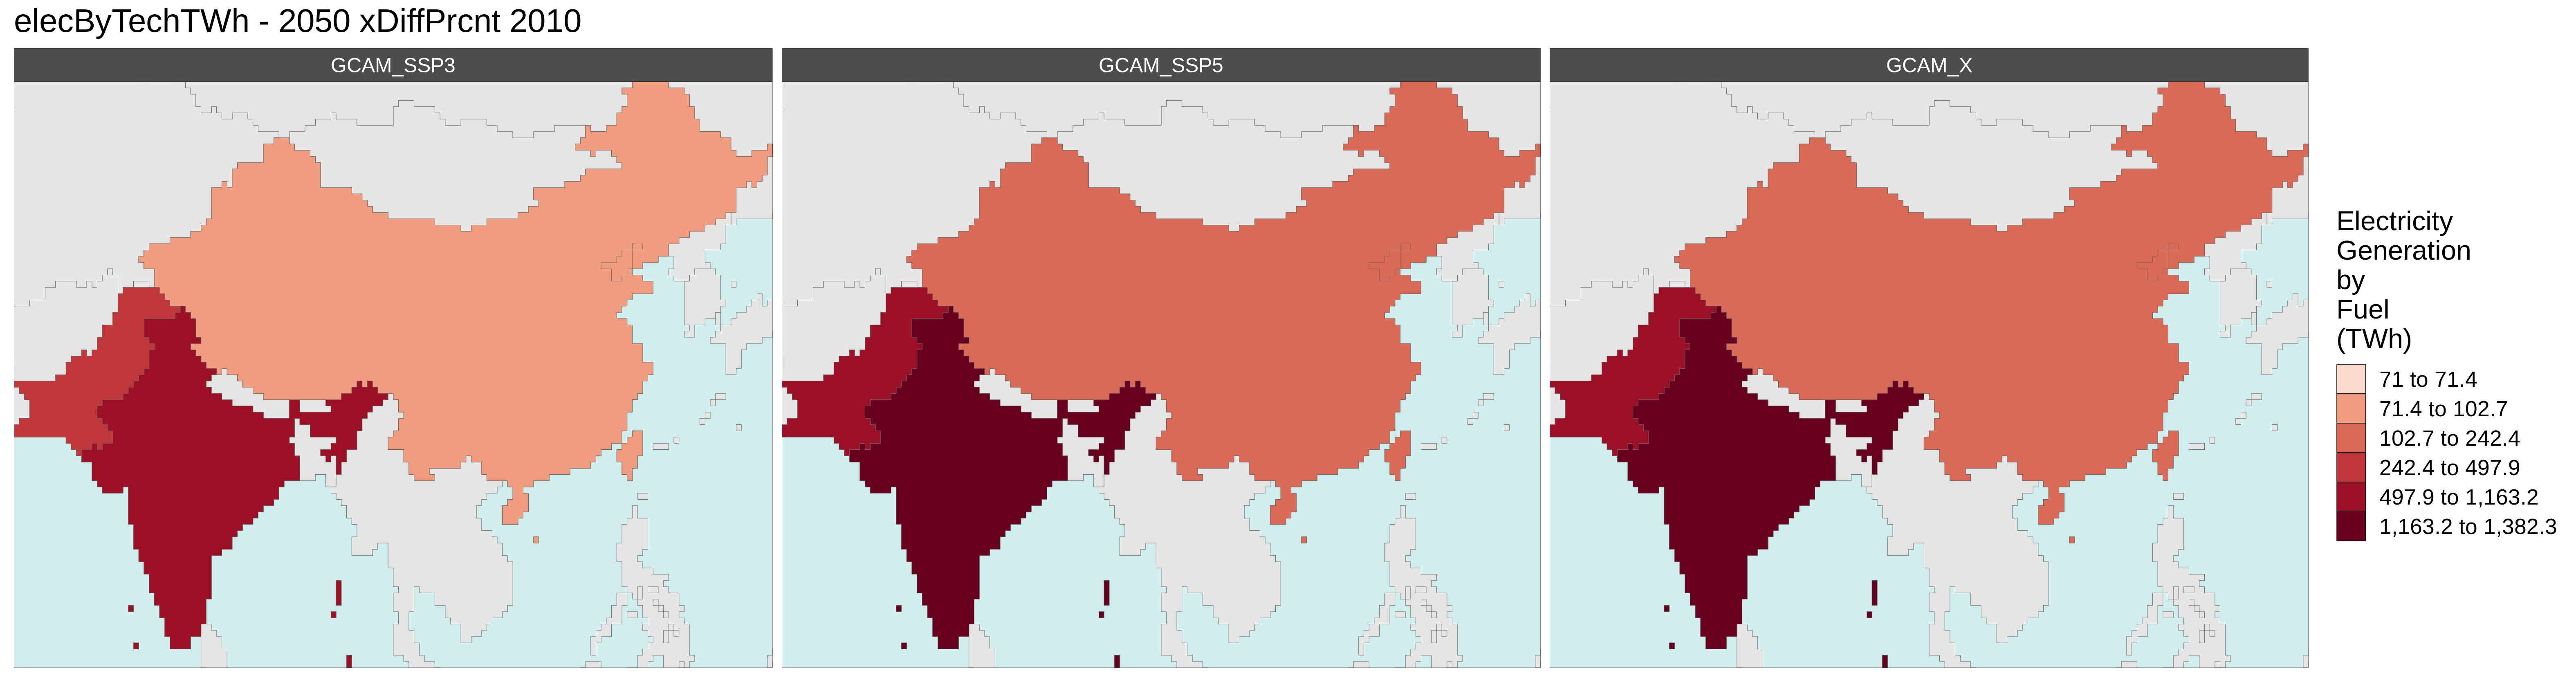 elecByTechTWh - 2050 xDiffPrcnt 2010
GCAM_SSP3
GCAM_SSP5
GCAM_X
Electricity
Generation
by
Fuel
(TWh)
71 to 71.4
71.4 to 102.7
102.7 to 242.4
242.4 to 497.9
497.9 to 1,163.2
1,163.2 to 1,382.3